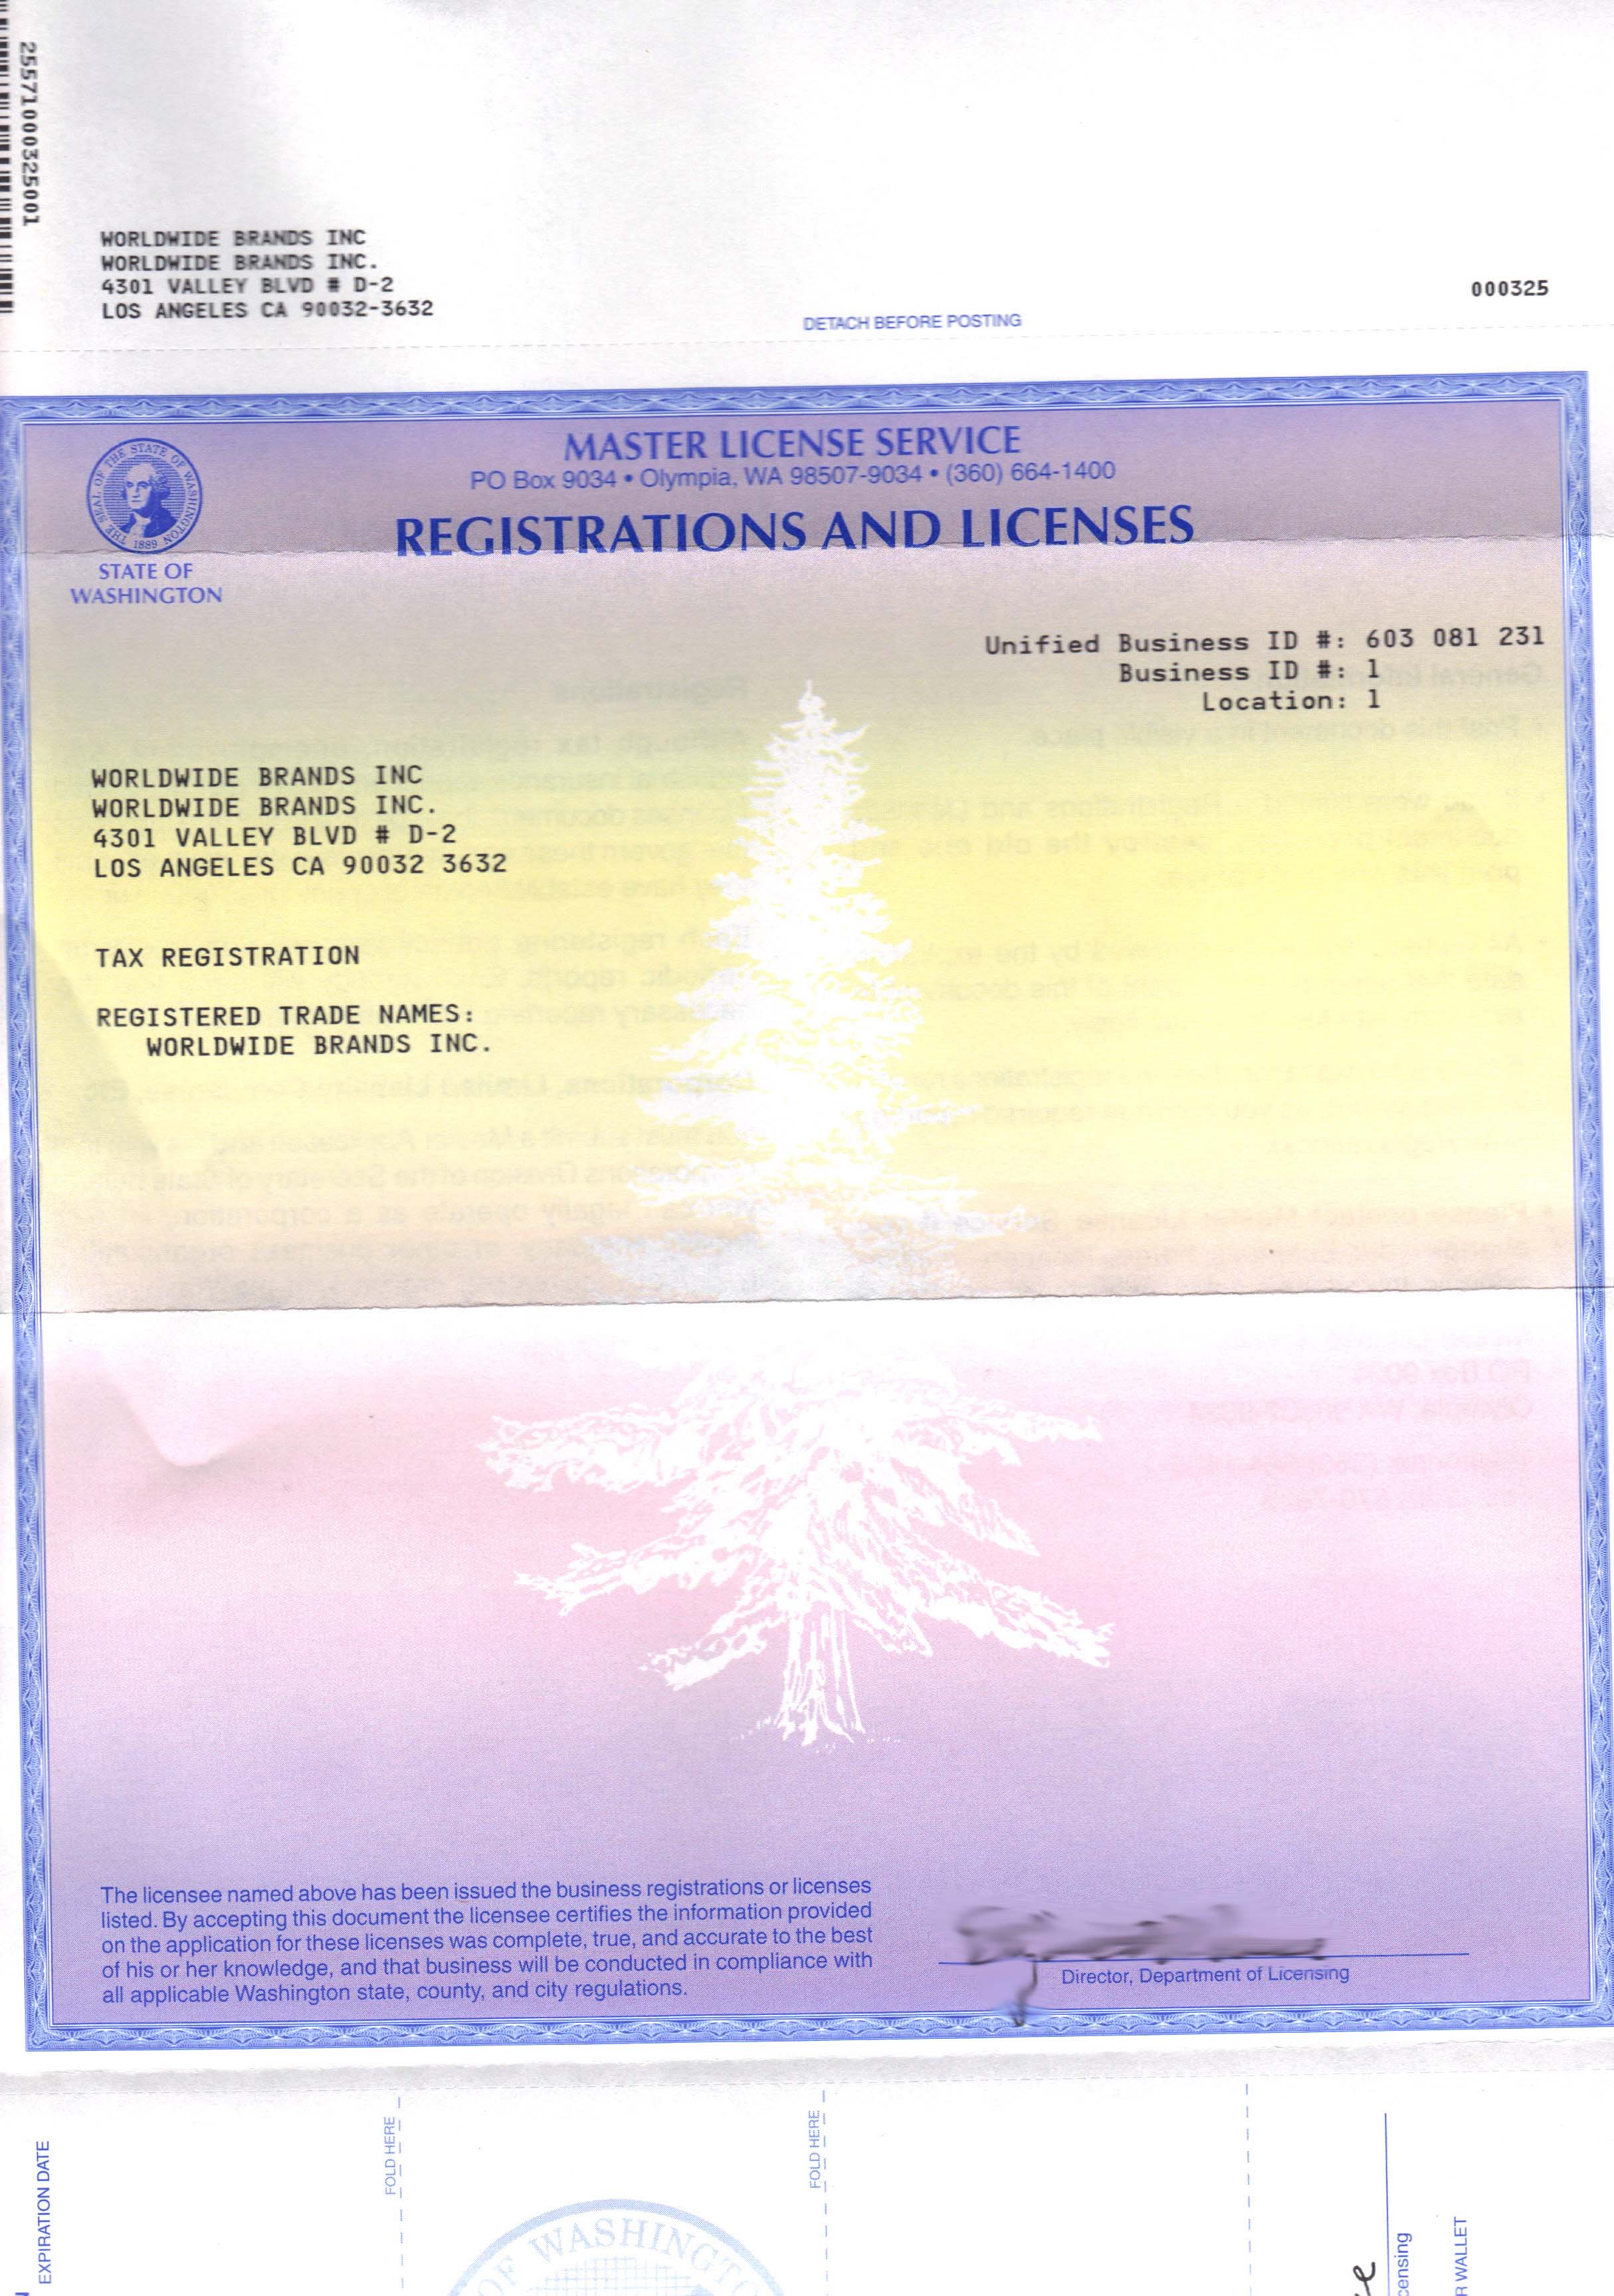 25571000325001
WORLDWIDE BRANDS INC
WORLDWIDE BRANDS INC.
4301 VALLEY BLVD # D-2
LOS ANGELES CA 90032-3632
000325
DETACH BEFORE POSTING
MASTER LICENSE SERVICE
PO Box 9034 • Olympia, WA 98507-9034 • (360) 664-1400
REGISTRATIONS AND LICENSES
THE SEAL OF THE STATE OF WASHINGTON
1889
STATE OF
WASHINGTON
Unified Business ID #: 603 081 231
Business ID #: 1
Location: 1
WORLDWIDE BRANDS INC
WORLDWIDE BRANDS INC.
4301 VALLEY BLVD # D-2
LOS ANGELES CA 90032 3632
TAX REGISTRATION
REGISTERED TRADE NAMES:
WORLDWIDE BRANDS INC.
The licensee named above has been issued the business registrations or licenses
listed. By accepting this document the licensee certifies the information provided
on the application for these licenses was complete, true, and accurate to the best
of his or her knowledge, and that business will be conducted in compliance with
all applicable Washington state, county, and city regulations.
Director, Department of Licensing
EXPIRATION DATE
FOLD HERE
FOLD HERE
OF WASHINGTO
ensing
WALLET